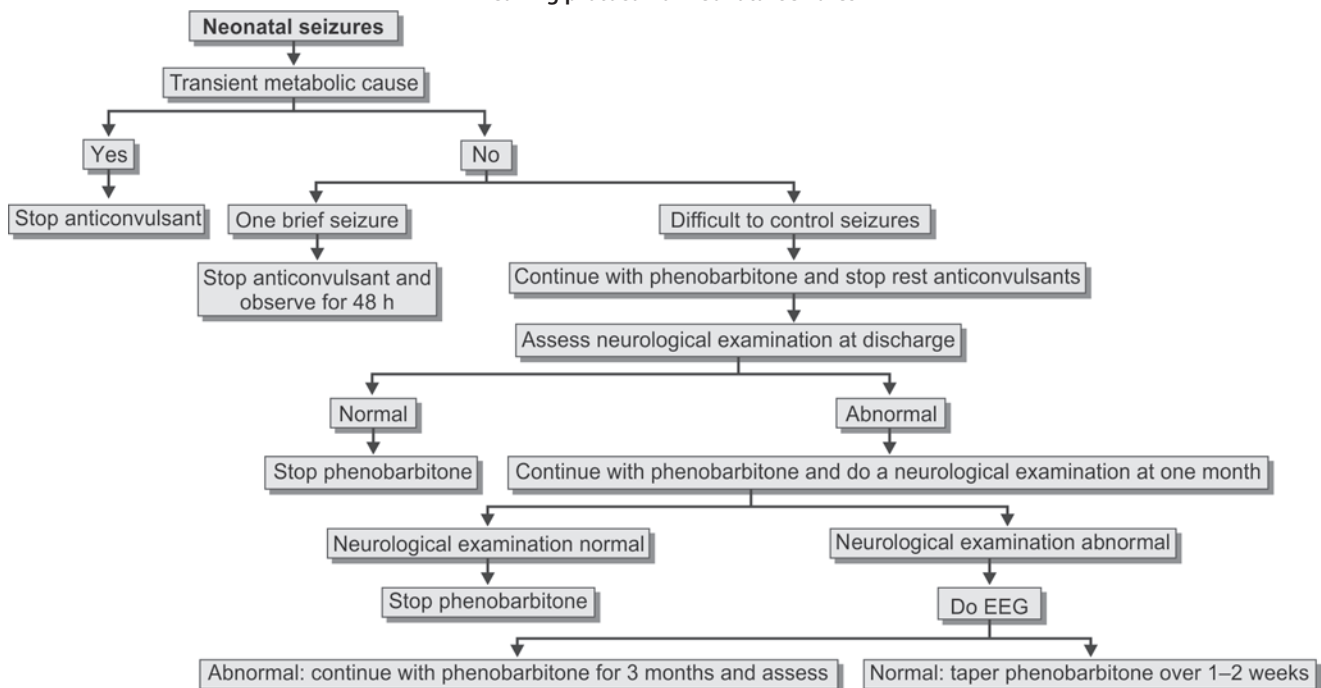 Neonatal seizures
Transient metabolic cause
Yes
No
Stop anticonvulsant
One brief seizure
Difficult to control seizures
Stop anticonvulsant and
observe for 48 h
Continue with phenobarbitone and stop rest anticonvulsants
Assess neurological examination at discharge
Normal
Abnormal
Stop phenobarbitone
Continue with phenobarbitone and do a neurological examination at one month
Neurological examination normal
Neurological examination abnormal
Stop phenobarbitone
Do EEG
Abnormal: continue with phenobarbitone for 3 months and assess
Normal: taper phenobarbitone over 1–2 weeks